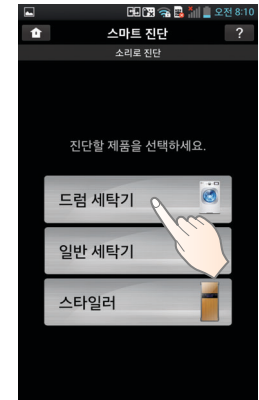 오전 8:10
스마트 진단
?
소리로 진단
진단할 제품을 선택하세요.
드럼 세탁기
일반 세탁기
스타일러